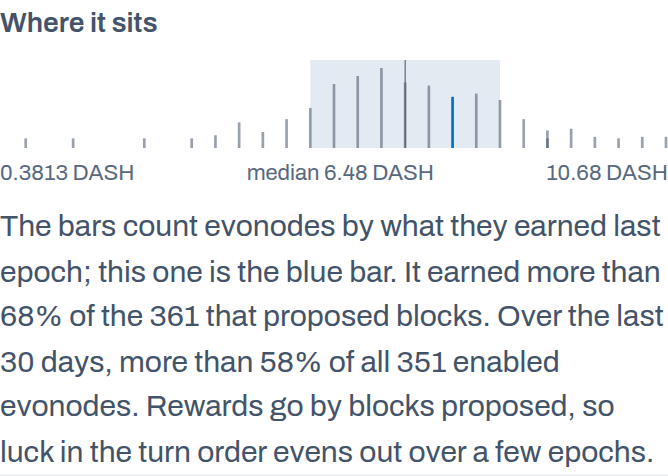 Where it sits
0.3813 DASH median 6.48 DASH 10.68 DASH
The bars count evonodes by what they earned last
epoch; this one is the blue bar. It earned more than
68% of the 361 that proposed blocks. Over the last
30 days, more than 58% of all 351 enabled
evonodes. Rewards go by blocks proposed, so
luck in the turn order evens out over a few epochs.